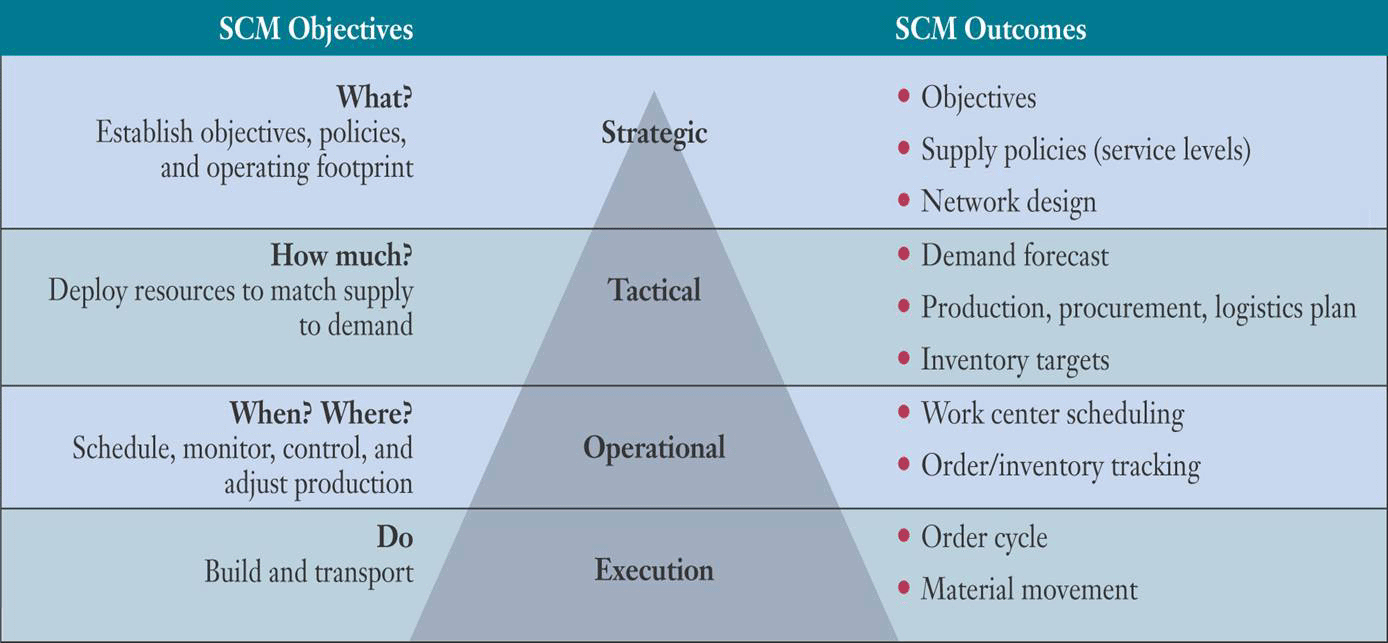 SCM Objectives
SCM Outcomes
What?
Establish objectives, policies,
and operating footprint
Strategic
• Objectives
• Supply policies (service levels)
• Network design
How much?
Deploy resources to match supply
to demand
Tactical
• Demand forecast
• Production, procurement, logistics plan
• Inventory targets
When? Where?
Schedule, monitor, control, and
adjust production
Operational
• Work center scheduling
• Order/inventory tracking
Do
Build and transport
Execution
• Order cycle
• Material movement